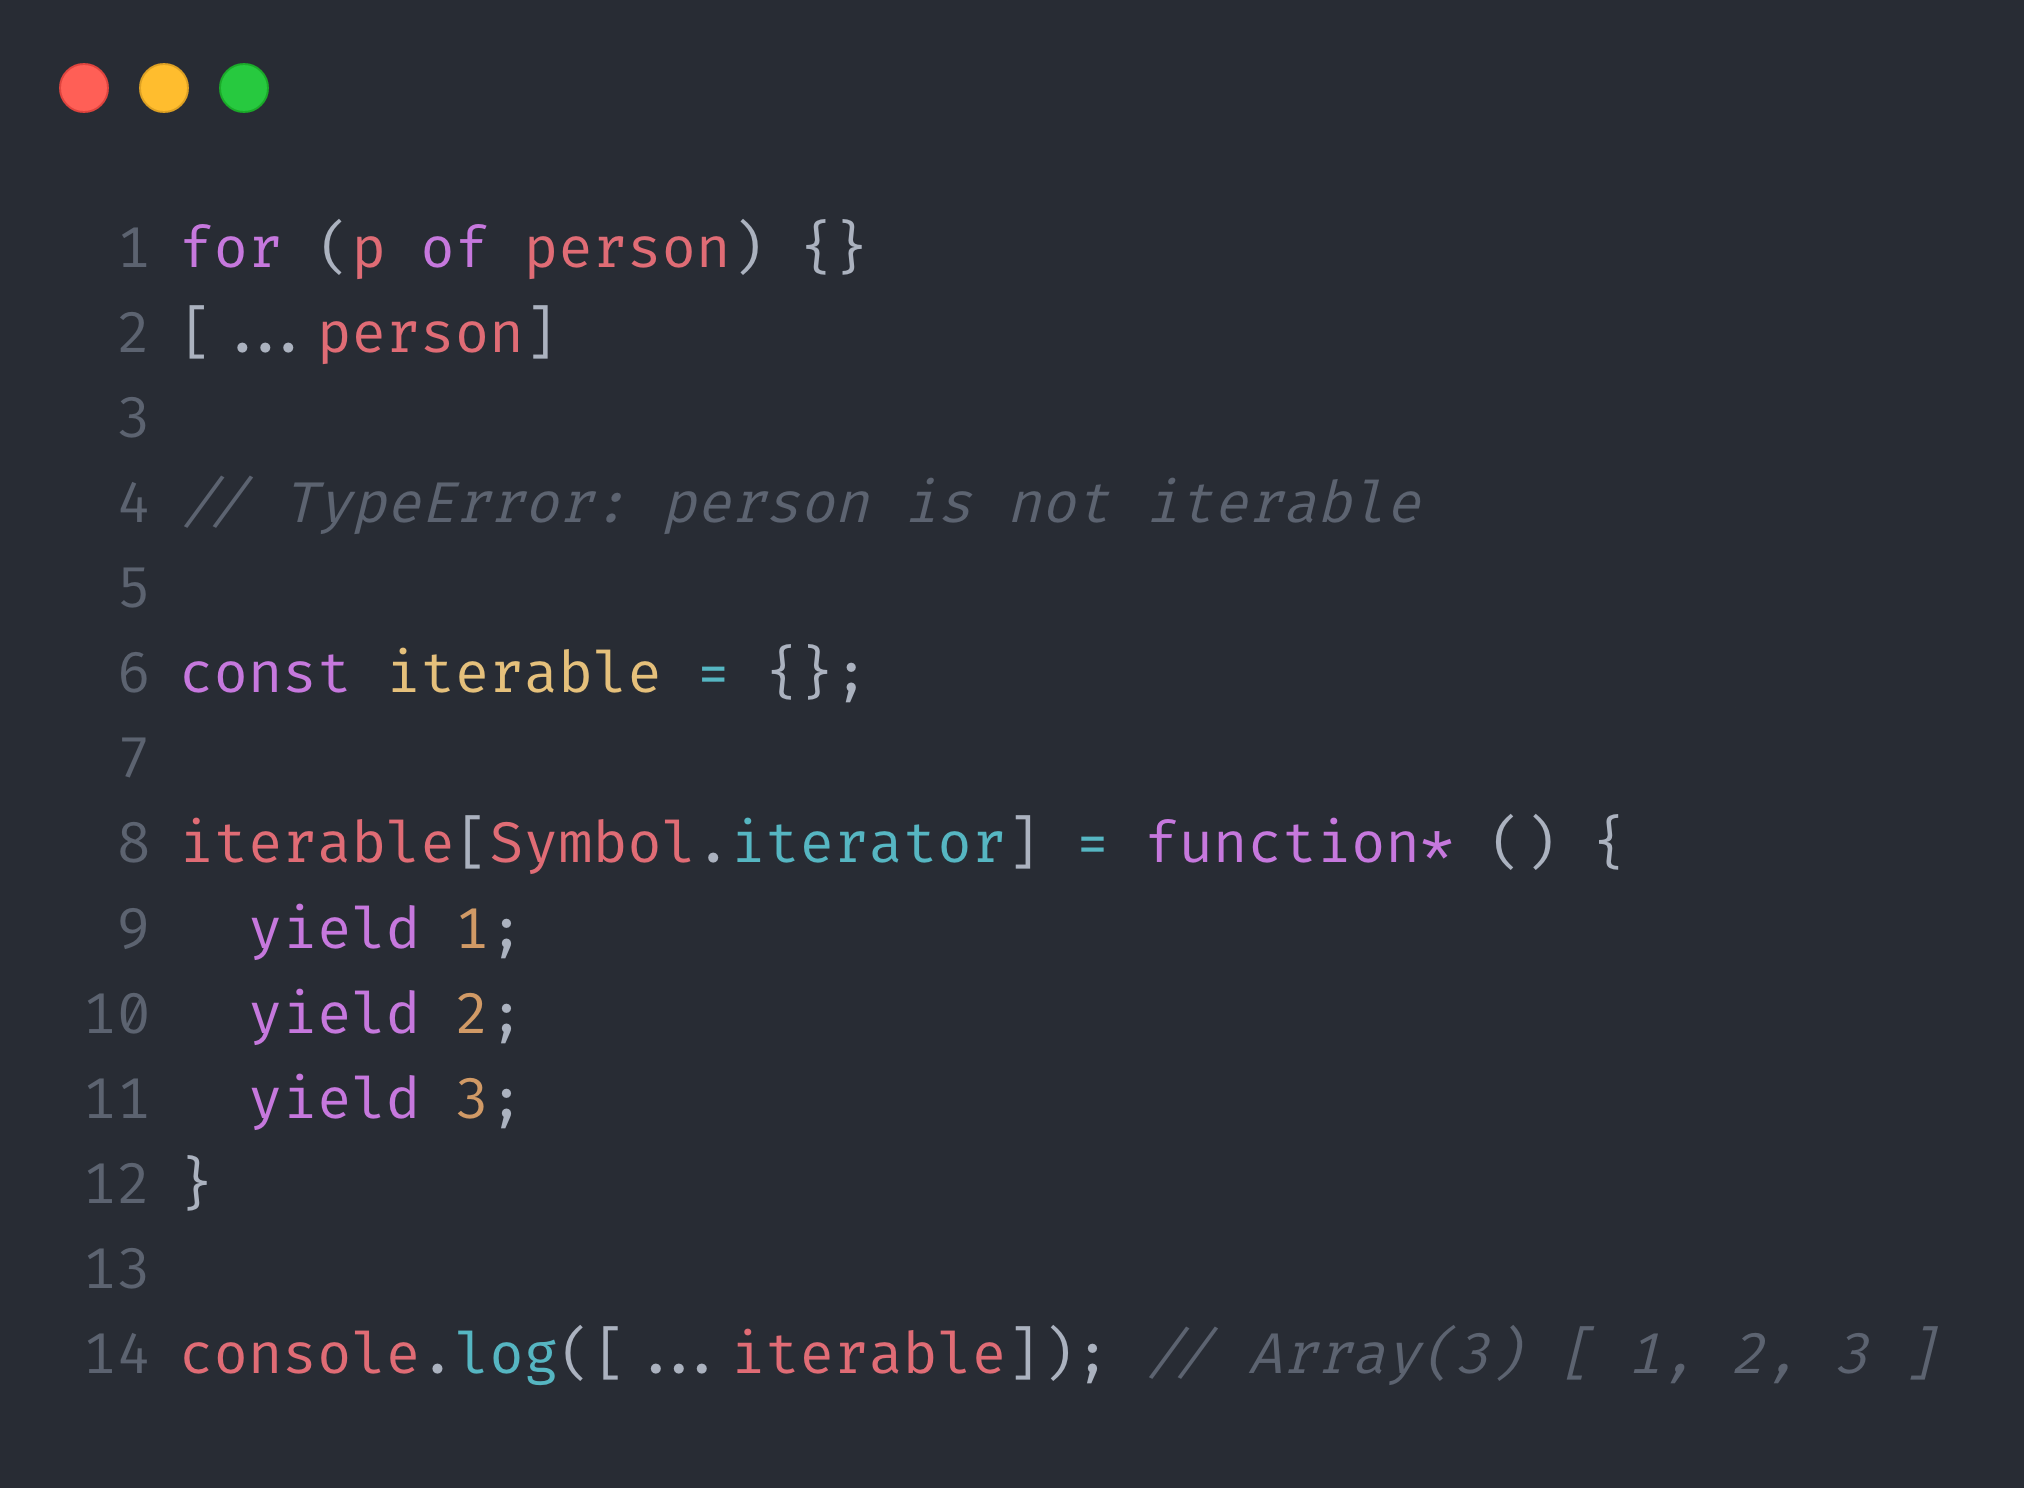 1 for (p of person) {}
2 [...person]
3
4 // TypeError: person is not iterable
5
6 const iterable = {};
7
8 iterable[Symbol.iterator] = function* () {
9   yield 1;
10   yield 2;
11   yield 3;
12 }
13
14 console.log([...iterable]); // Array(3) [ 1, 2, 3 ]